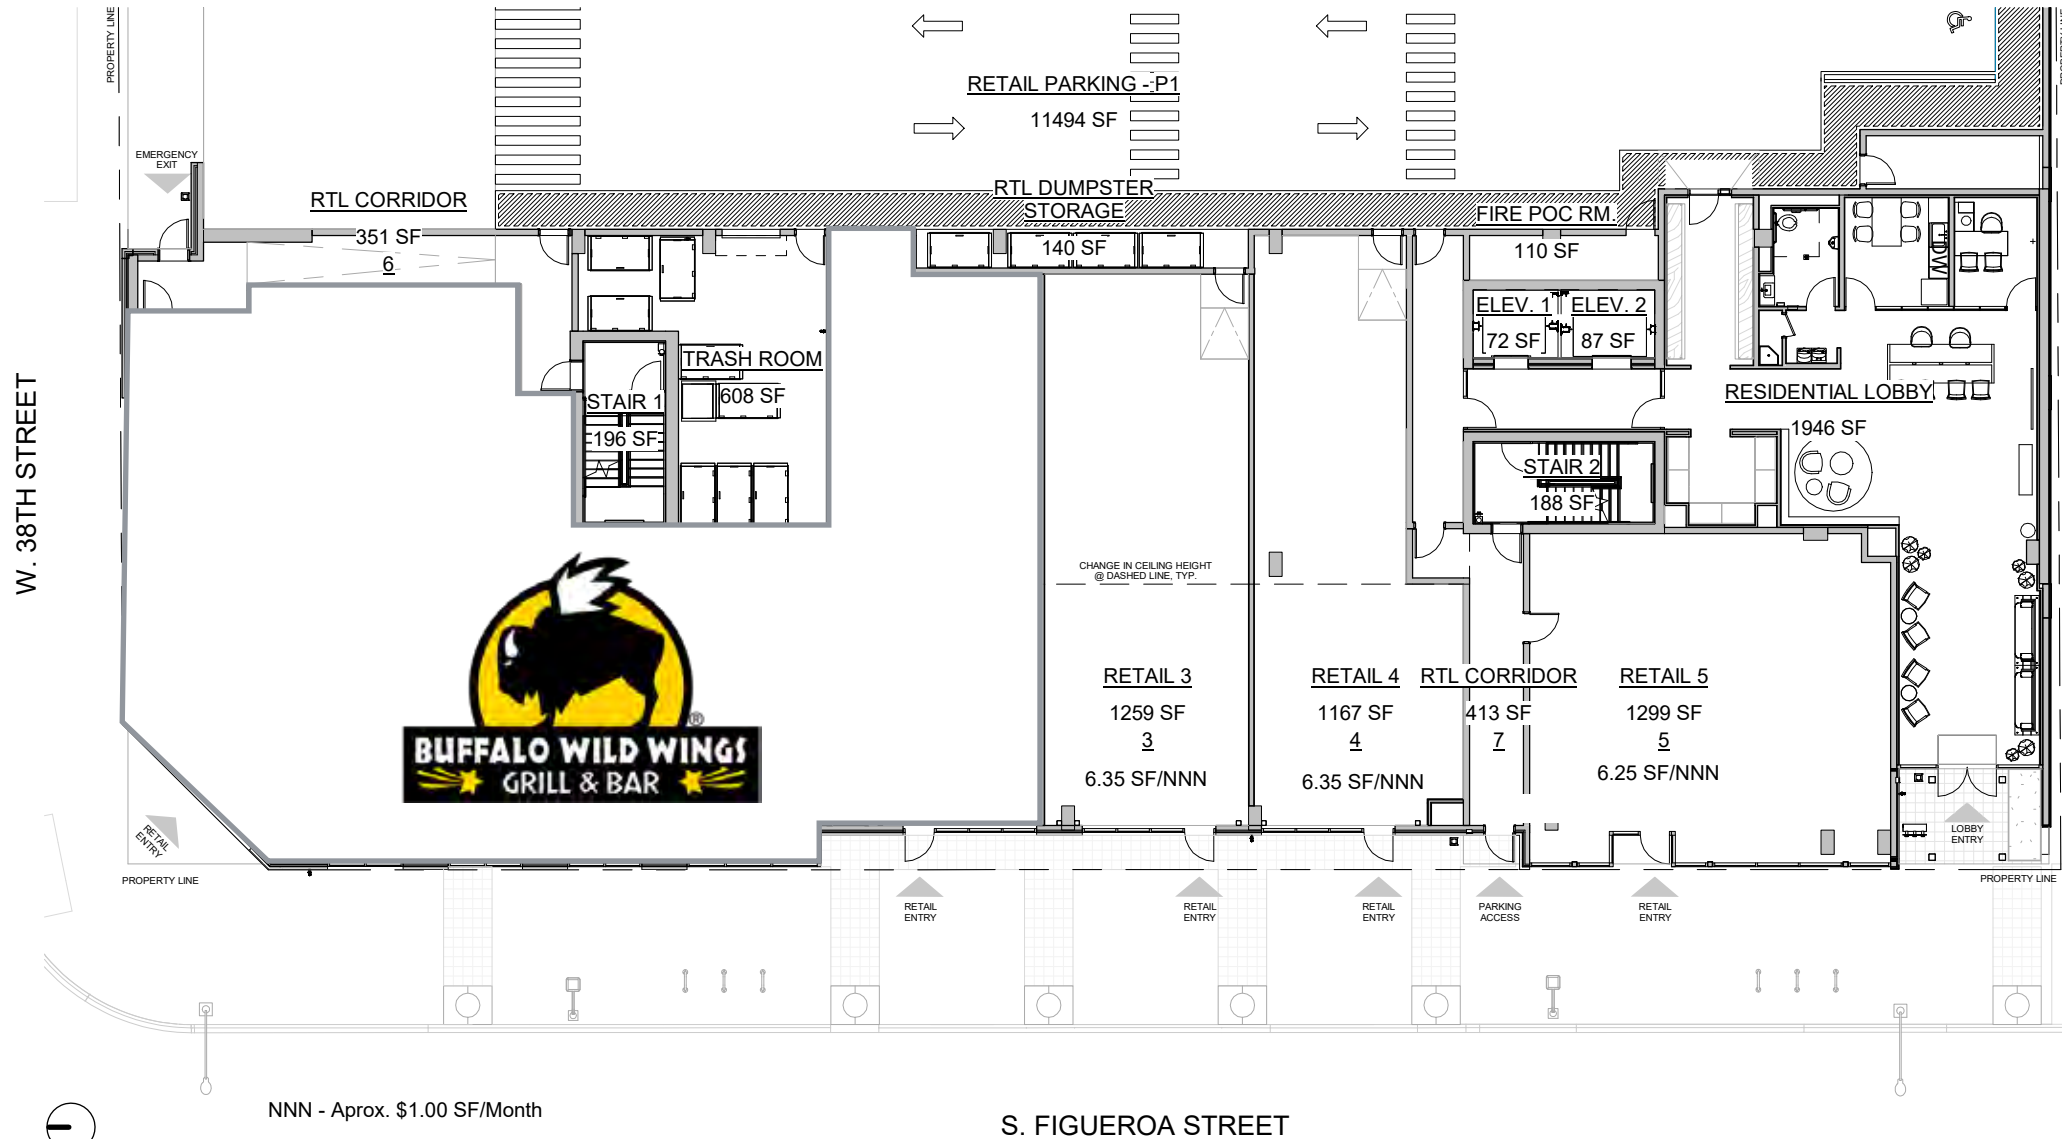 PROPERTY LINE
PROPERTY LINE
RETAIL PARKING - P1
11494 SF
EMERGENCY
EXIT
RTL CORRIDOR
351 SF
6
RTL DUMPSTER
STORAGE
140 SF
FIRE POC RM.
110 SF
ELEV. 1
72 SF
ELEV. 2
87 SF
TRASH ROOM
608 SF
STAIR 1
196 SF
RESIDENTIAL LOBBY
1946 SF
STAIR 2
188 SF
W. 38TH STREET
CHANGE IN CEILING HEIGHT
@ DASHED LINE, TYP.
BUFFALO WILD WINGS
GRILL & BAR
®
RETAIL 3
1259 SF
3
6.35 SF/NNN
RETAIL 4
1167 SF
4
6.35 SF/NNN
RTL CORRIDOR
413 SF
7
RETAIL 5
1299 SF
5
6.25 SF/NNN
RETAIL
ENTRY
LOBBY
ENTRY
PROPERTY LINE
PROPERTY LINE
RETAIL
ENTRY
RETAIL
ENTRY
RETAIL
ENTRY
PARKING
ACCESS
RETAIL
ENTRY
NNN - Aprox. $1.00 SF/Month
S. FIGUEROA STREET